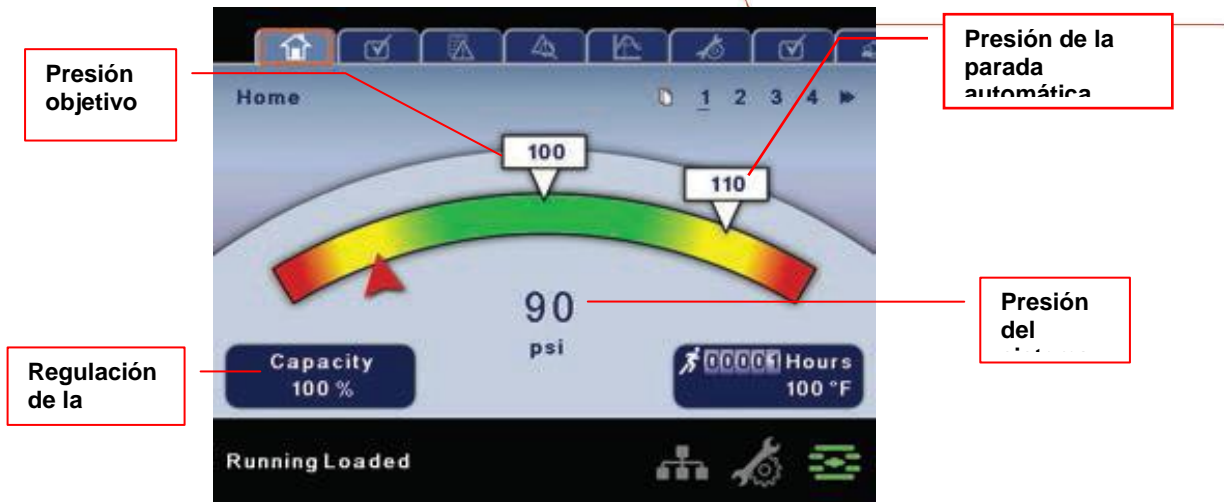 Presión
objetivo
Presión de la
parada
automática
Home
1 2 3 4
100
110
90
psi
Presión
del
Regulación
de la
Capacity
100 %
00001 Hours
100 °F
Running Loaded